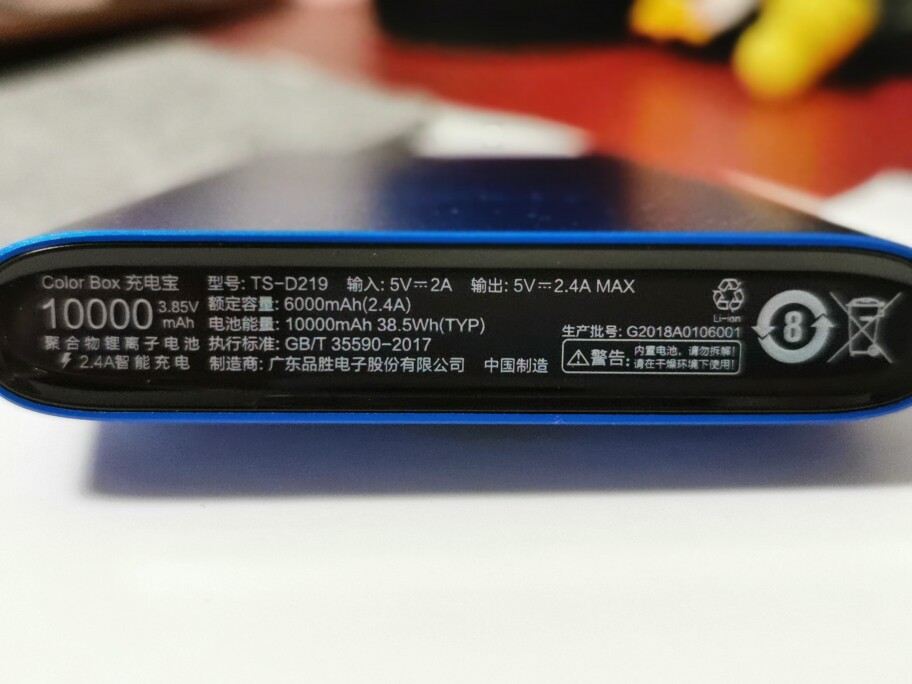 Color Box 充电宝
10000 3.85V mAh
聚合物锂离子电池
2.4A智能充电
型号: TS-D219 输入: 5V⎓2A 输出: 5V⎓2.4A MAX
额定容量: 6000mAh(2.4A)
电池能量: 10000mAh 38.5Wh(TYP)
执行标准: GB/T 35590-2017
制造商: 广东品胜电子股份有限公司 中国制造
Li-ion
生产批号: G2018A0106001
警告: 内置电池，请勿拆解!
请在干燥环境下使用!
8